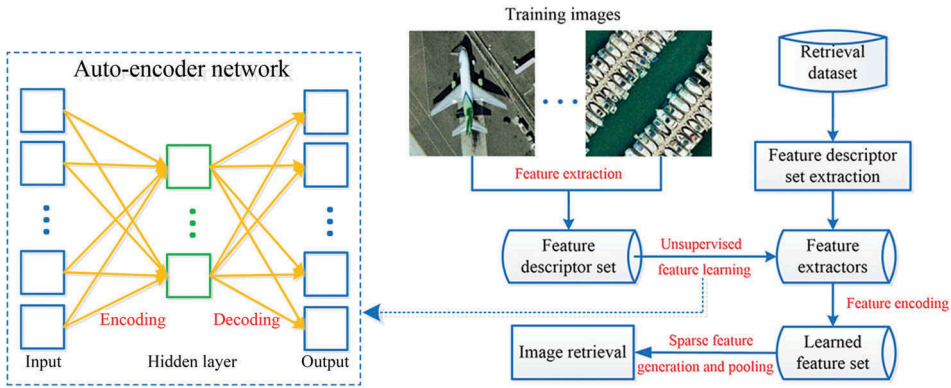 Training images
Auto-encoder network
Retrieval
dataset
Feature extraction
Feature descriptor
set extraction
Feature
descriptor set
Unsupervised
feature learning
Feature
extractors
Encoding
Decoding
Feature encoding
Input
Hidden layer
Output
Image retrieval
Sparse feature
generation and pooling
Learned
feature set